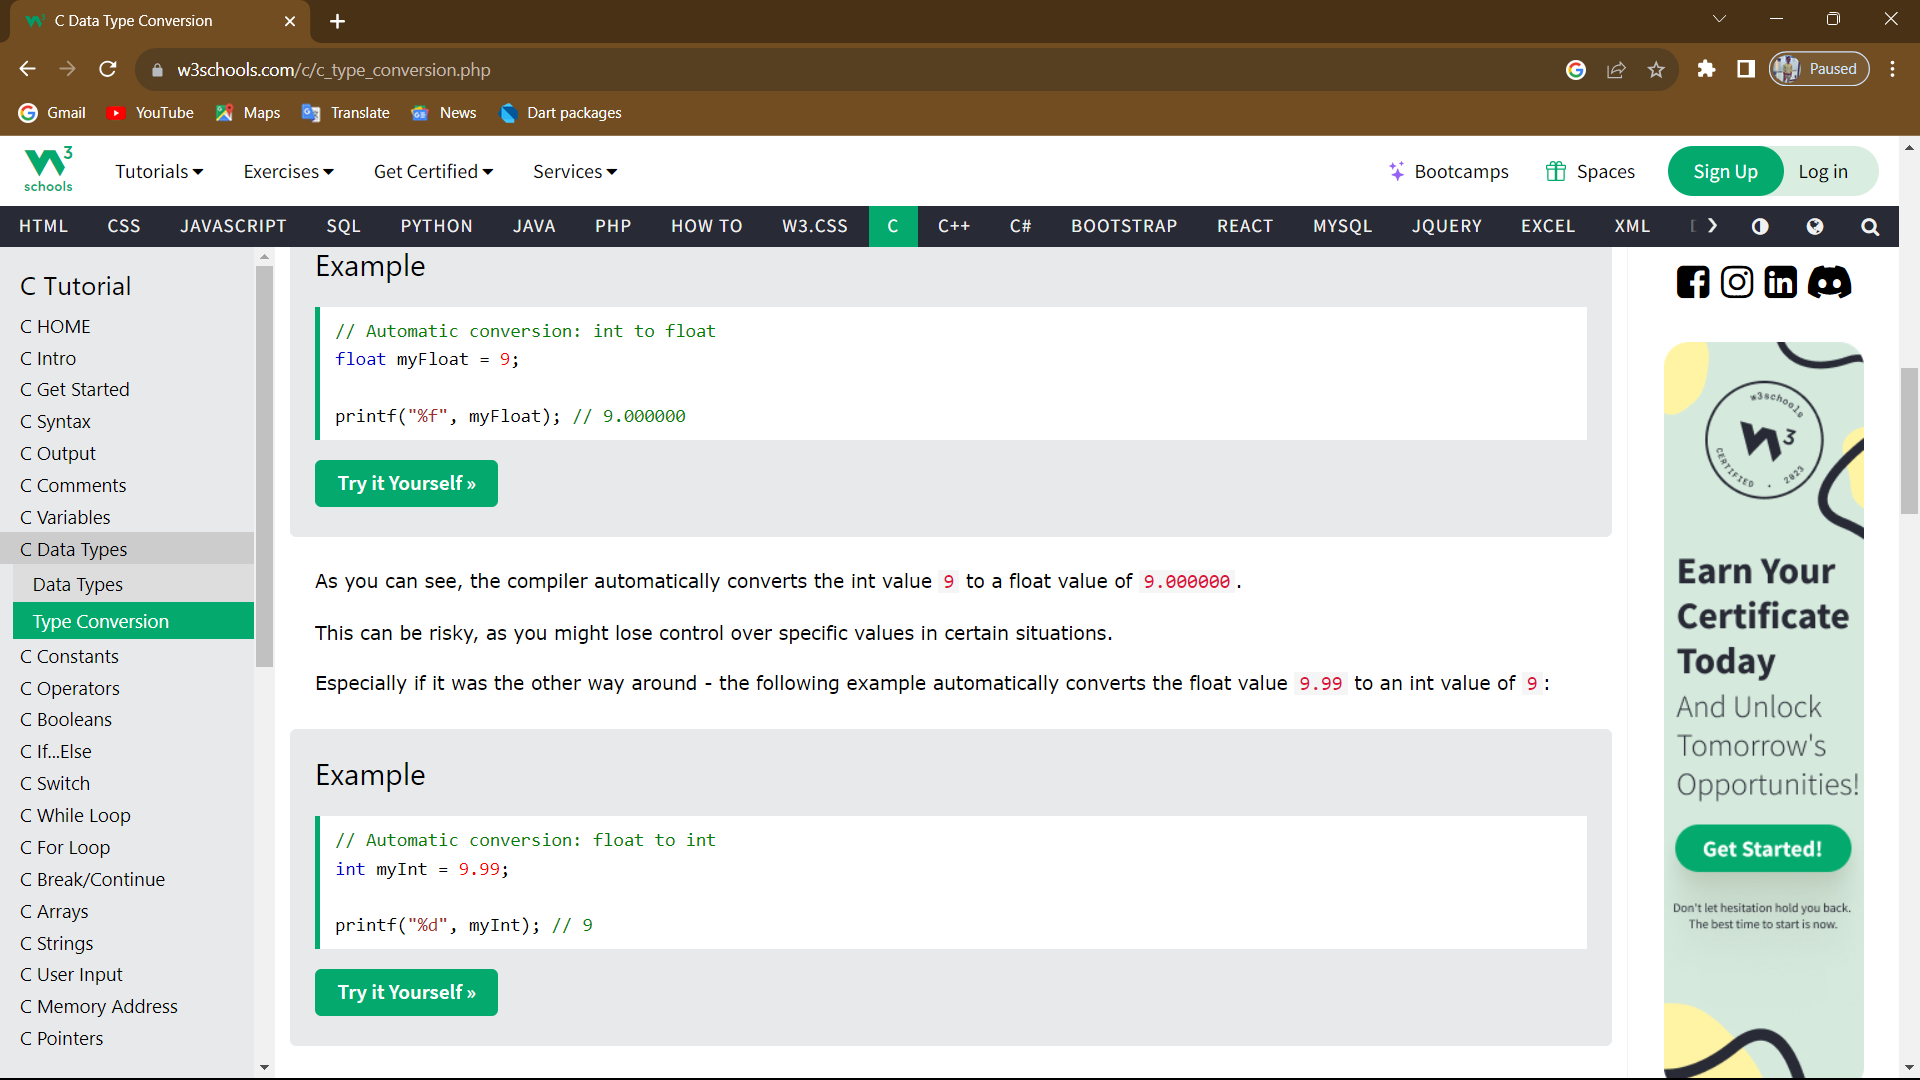 C Data Type Conversion
w3schools.com/c/c_type_conversion.php
Paused
Gmail
YouTube
Maps
Translate
News
Dart packages
W3
schools
Tutorials
Exercises
Get Certified
Services
Bootcamps
Spaces
Sign Up
Log in
HTML CSS JAVASCRIPT SQL PYTHON JAVA PHP HOW TO W3.CSS C C++ C# BOOTSTRAP REACT MYSQL JQUERY EXCEL XML
C Tutorial
C HOME
C Intro
C Get Started
C Syntax
C Output
C Comments
C Variables
C Data Types
Data Types
Type Conversion
C Constants
C Operators
C Booleans
C If...Else
C Switch
C While Loop
C For Loop
C Break/Continue
C Arrays
C Strings
C User Input
C Memory Address
C Pointers
Example
// Automatic conversion: int to float
float myFloat = 9;
printf("%f", myFloat); // 9.000000
Try it Yourself »
As you can see, the compiler automatically converts the int value 9 to a float value of 9.000000.
This can be risky, as you might lose control over specific values in certain situations.
Especially if it was the other way around - the following example automatically converts the float value 9.99 to an int value of 9:
Example
// Automatic conversion: float to int
int myInt = 9.99;
printf("%d", myInt); // 9
Try it Yourself »
w3schools
W3
CERTIFIED . 2023
Earn Your
Certificate
Today
And Unlock
Tomorrow's
Opportunities!
Get Started!
Don't let hesitation hold you back.
The best time to start is now.